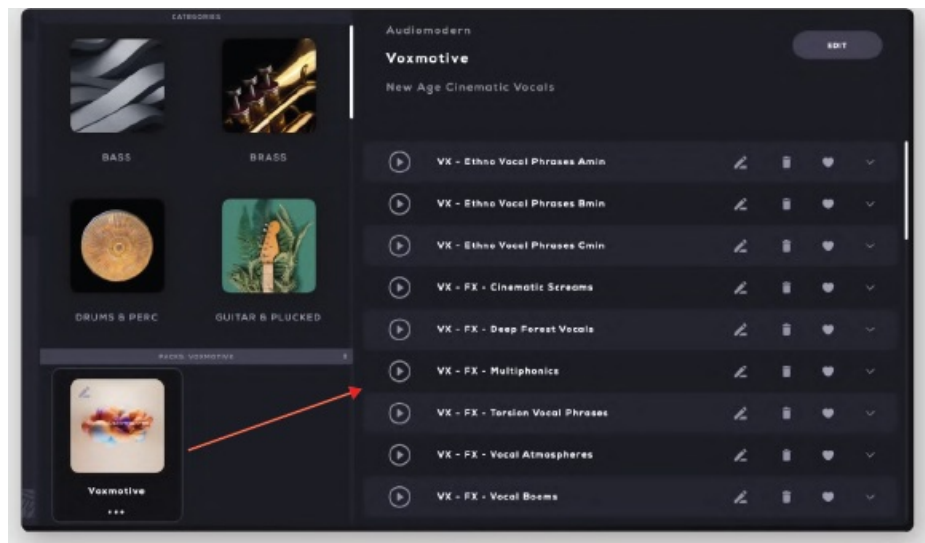 CATEGORIES
BASS
BRASS
DRUMS & PERC
GUITAR & PLUCKED
PACKS: VOXMOTIVE
Voxmotive
Audiomodern
Voxmotive
New Age Cinematic Vocals
EDIT
VX - Ethno Vocal Phrases Amin
VX - Ethno Vocal Phrases Bmin
VX - Ethno Vocal Phrases Cmin
VX - FX - Cinematic Screams
VX - FX - Deep Forest Vocals
VX - FX - Multiphonics
VX - FX - Torsion Vocal Phrases
VX - FX - Vocal Atmospheres
VX - FX - Vocal Booms